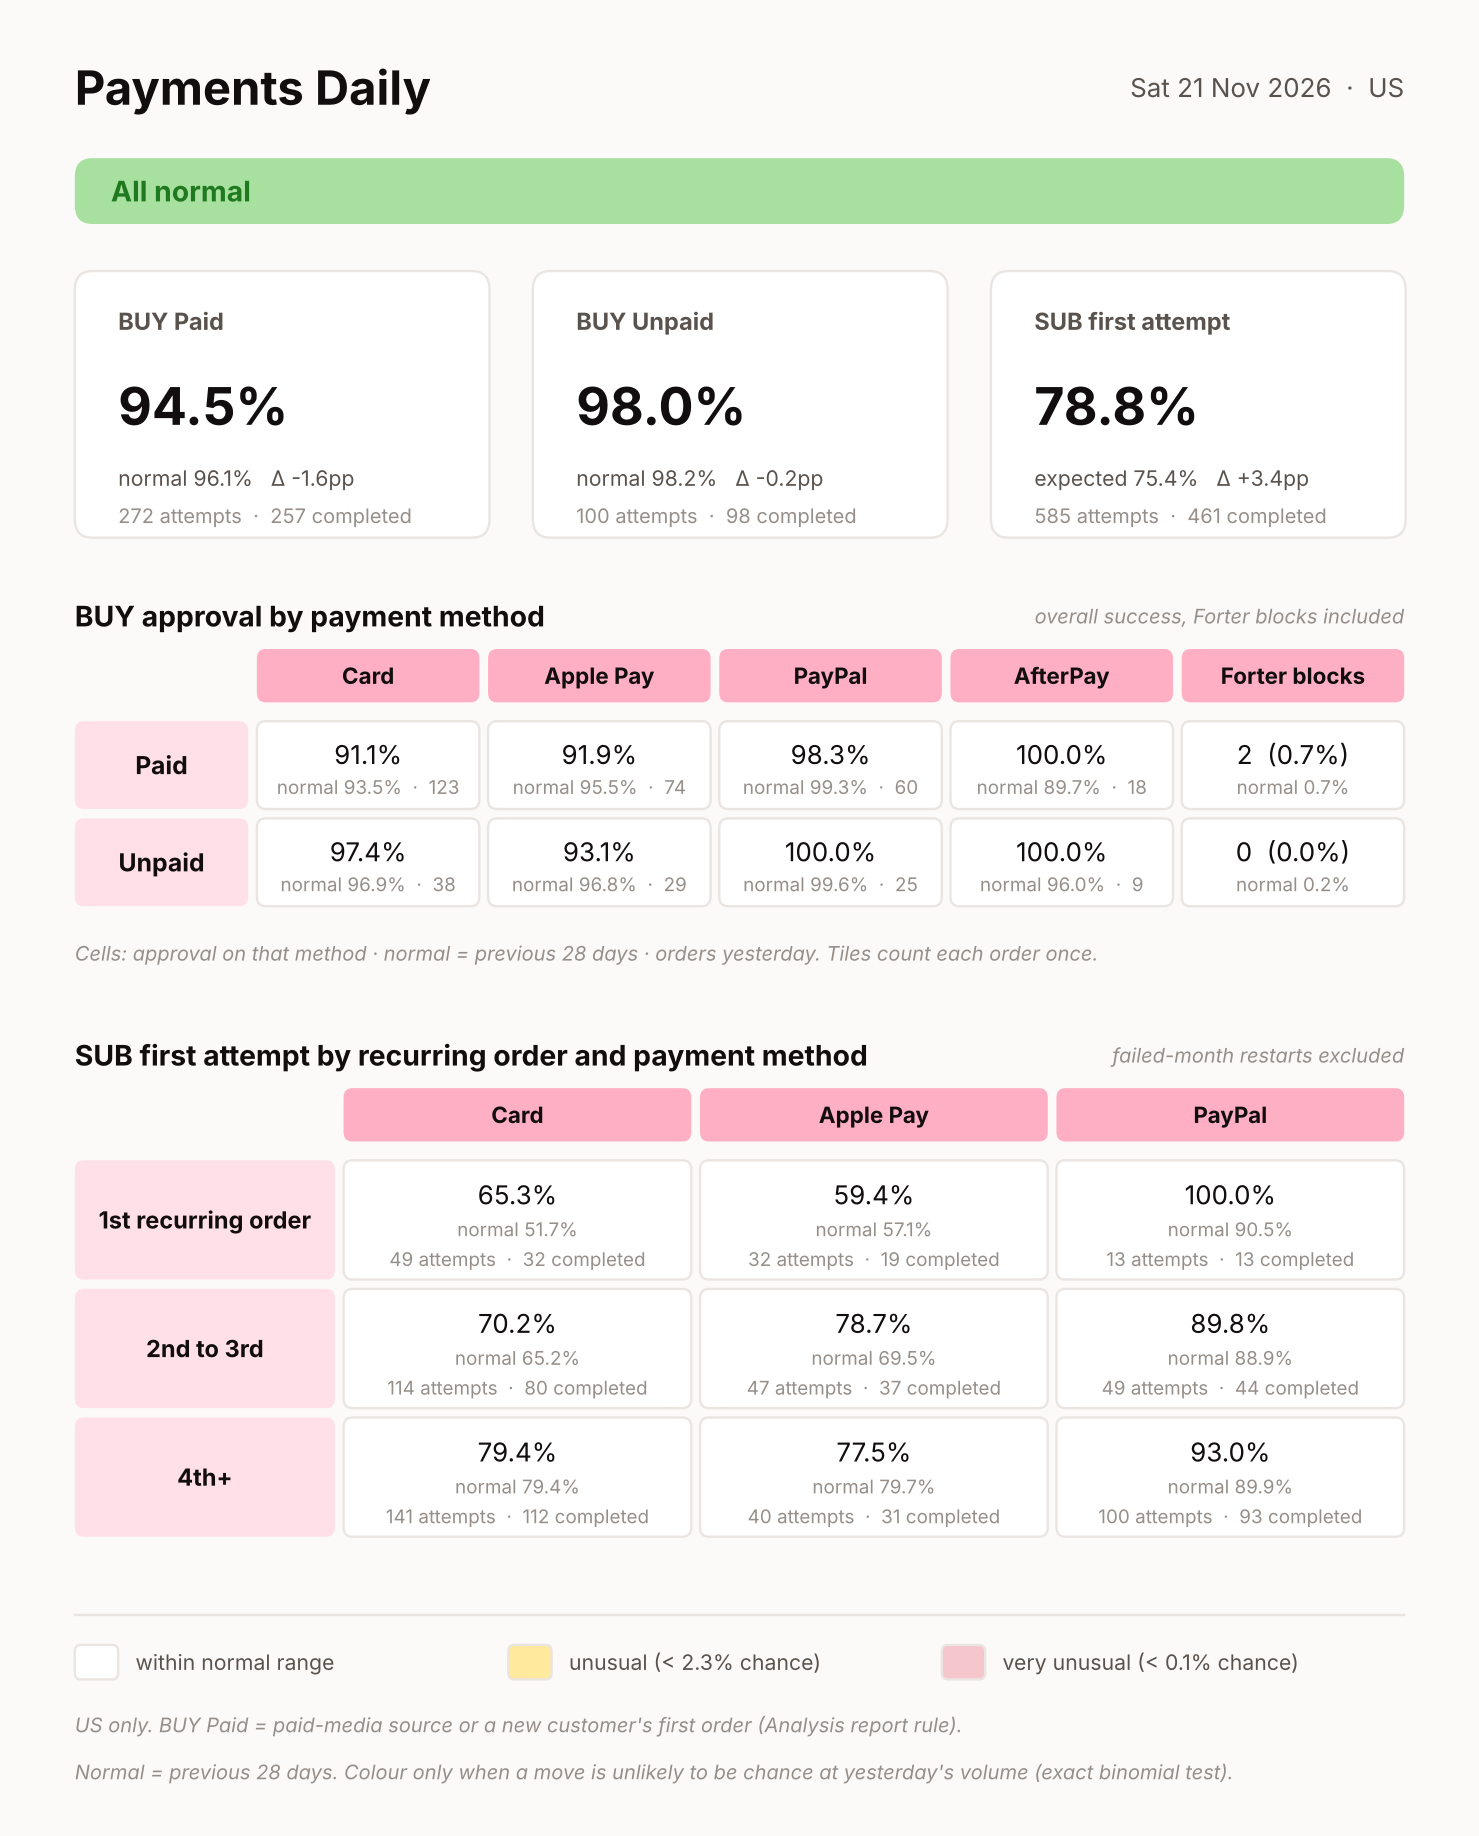 Payments Daily
Sat 21 Nov 2026 · US
All normal
BUY Paid
94.5%
normal 96.1% Δ -1.6pp
272 attempts · 257 completed
BUY Unpaid
98.0%
normal 98.2% Δ -0.2pp
100 attempts · 98 completed
SUB first attempt
78.8%
expected 75.4% Δ +3.4pp
585 attempts · 461 completed
BUY approval by payment method
overall success, Forter blocks included
Card
Apple Pay
PayPal
AfterPay
Forter blocks
Paid
91.1%
normal 93.5% · 123
91.9%
normal 95.5% · 74
98.3%
normal 99.3% · 60
100.0%
normal 89.7% · 18
2 (0.7%)
normal 0.7%
Unpaid
97.4%
normal 96.9% · 38
93.1%
normal 96.8% · 29
100.0%
normal 99.6% · 25
100.0%
normal 96.0% · 9
0 (0.0%)
normal 0.2%
Cells: approval on that method · normal = previous 28 days · orders yesterday. Tiles count each order once.
SUB first attempt by recurring order and payment method
failed-month restarts excluded
Card
Apple Pay
PayPal
1st recurring order
65.3%
normal 51.7%
49 attempts · 32 completed
59.4%
normal 57.1%
32 attempts · 19 completed
100.0%
normal 90.5%
13 attempts · 13 completed
2nd to 3rd
70.2%
normal 65.2%
114 attempts · 80 completed
78.7%
normal 69.5%
47 attempts · 37 completed
89.8%
normal 88.9%
49 attempts · 44 completed
4th+
79.4%
normal 79.4%
141 attempts · 112 completed
77.5%
normal 79.7%
40 attempts · 31 completed
93.0%
normal 89.9%
100 attempts · 93 completed
within normal range
unusual (< 2.3% chance)
very unusual (< 0.1% chance)
US only. BUY Paid = paid-media source or a new customer's first order (Analysis report rule).
Normal = previous 28 days. Colour only when a move is unlikely to be chance at yesterday's volume (exact binomial test).